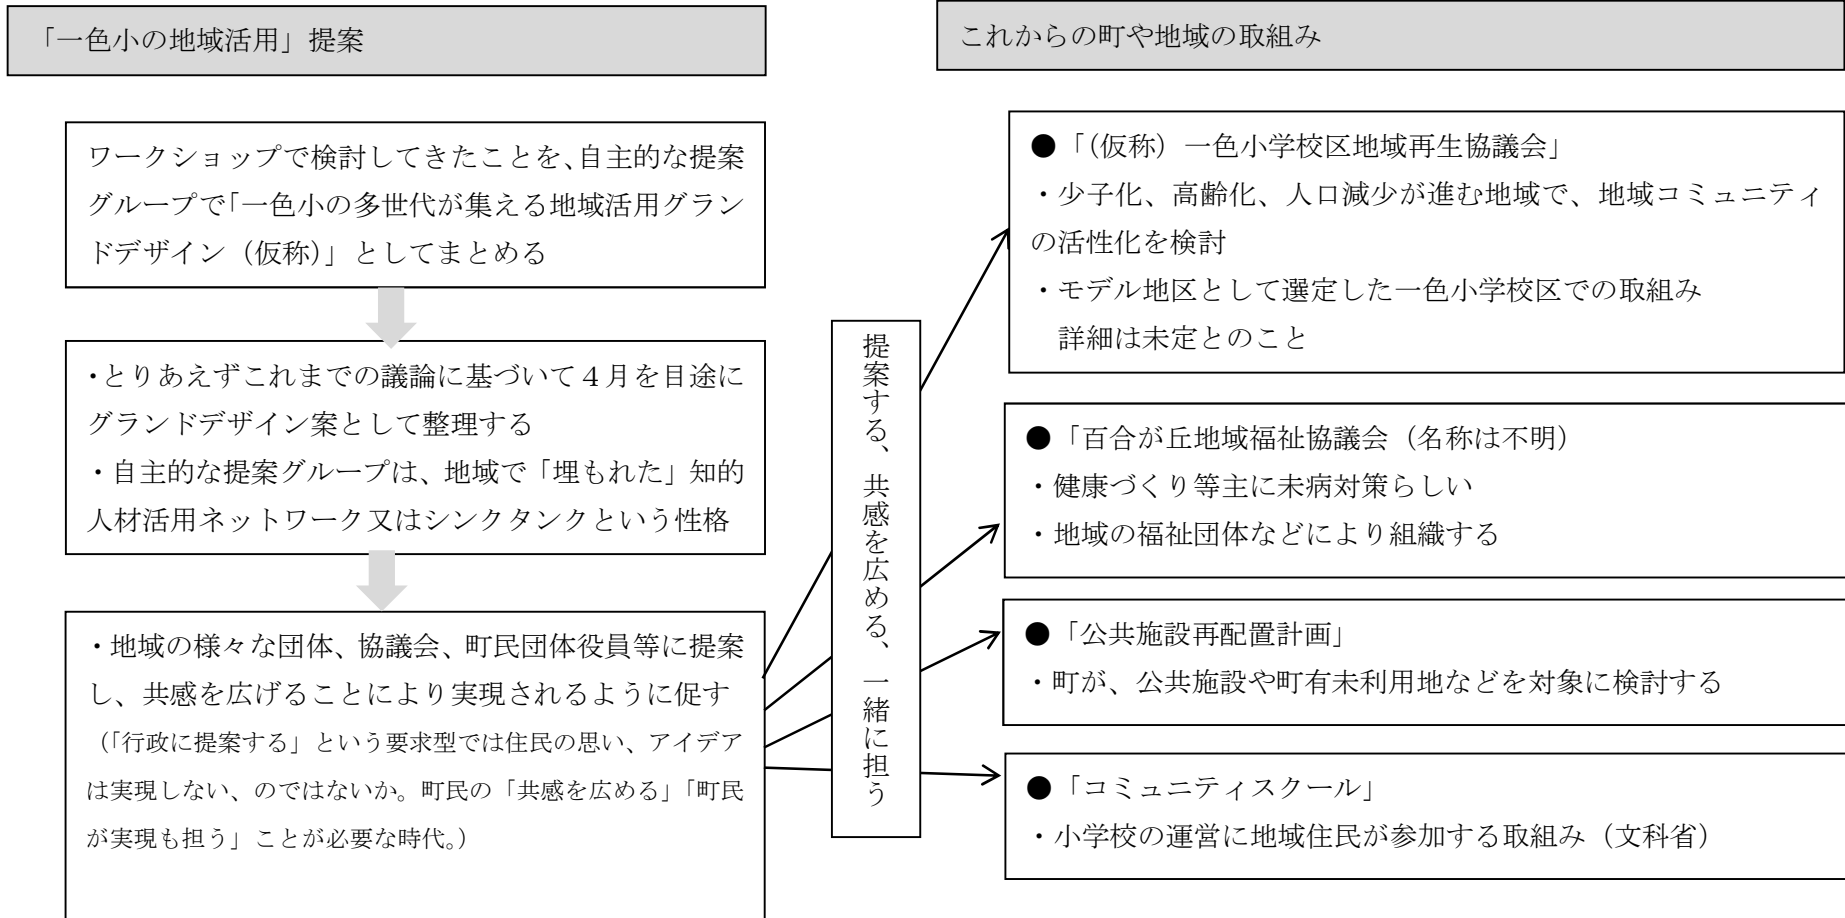 「一色小の地域活用」提案
ワークショップで検討してきたことを、自主的な提案
グループで「一色小の多世代が集える地域活用グラン
ドデザイン（仮称）」としてまとめる
・とりあえずこれまでの議論に基づいて４月を目途に
グランドデザイン案として整理する
・自主的な提案グループは、地域で「埋もれた」知的
人材活用ネットワーク又はシンクタンクという性格
・地域の様々な団体、協議会、町民団体役員等に提案
し、共感を広げることにより実現されるように促す
（「行政に提案する」という要求型では住民の思い、アイデア
は実現しない、のではないか。町民の「共感を広める」「町民
が実現も担う」ことが必要な時代。）
提案する、共感を広める、一緒に担う
これからの町や地域の取組み
●「（仮称）一色小学校区地域再生協議会」
・少子化、高齢化、人口減少が進む地域で、地域コミュニティ
の活性化を検討
・モデル地区として選定した一色小学校区での取組み
詳細は未定とのこと
●「百合が丘地域福祉協議会（名称は不明）
・健康づくり等主に未病対策らしい
・地域の福祉団体などにより組織する
●「公共施設再配置計画」
・町が、公共施設や町有未利用地などを対象に検討する
●「コミュニティスクール」
・小学校の運営に地域住民が参加する取組み（文科省）